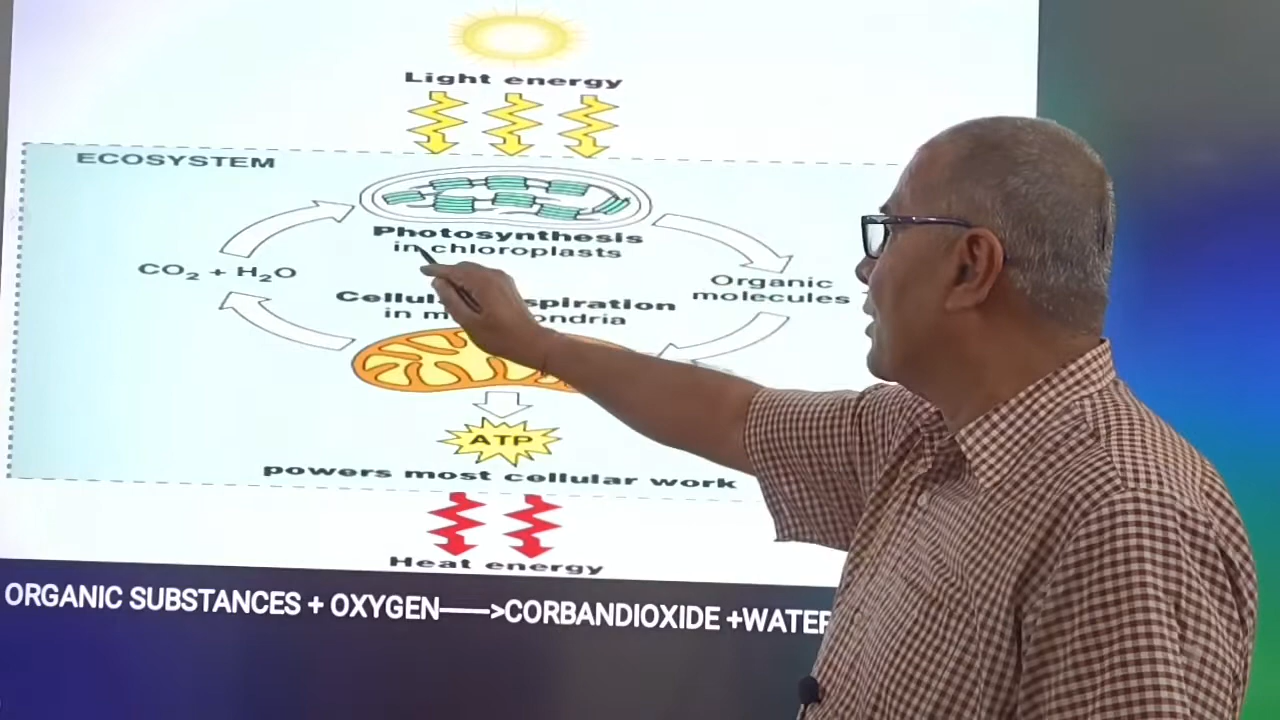 Light energy
ECOSYSTEM
Photosynthesis
in chloroplasts
CO₂ + H₂O
Organic
molecules
in
ATP
powers most cellular work
Heat energy
ORGANIC SUBSTANCES + OXYGEN——>CORBANDIOXIDE +WATER